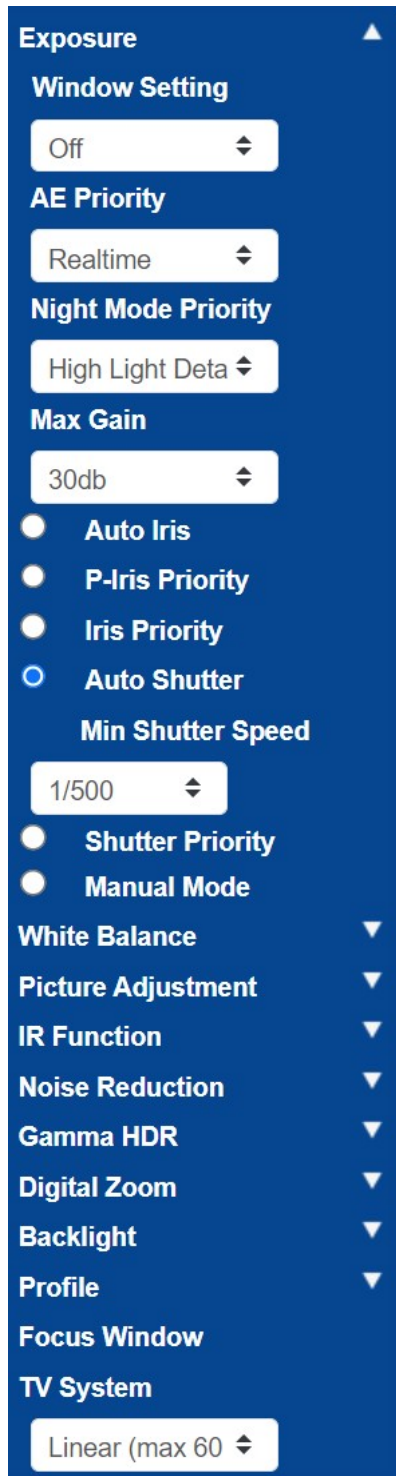 Exposure
Window Setting
Off
AE Priority
Realtime
Night Mode Priority
High Light Deta
Max Gain
30db
Auto Iris
P-Iris Priority
Iris Priority
Auto Shutter
Min Shutter Speed
1/500
Shutter Priority
Manual Mode
White Balance
Picture Adjustment
IR Function
Noise Reduction
Gamma HDR
Digital Zoom
Backlight
Profile
Focus Window
TV System
Linear (max 60